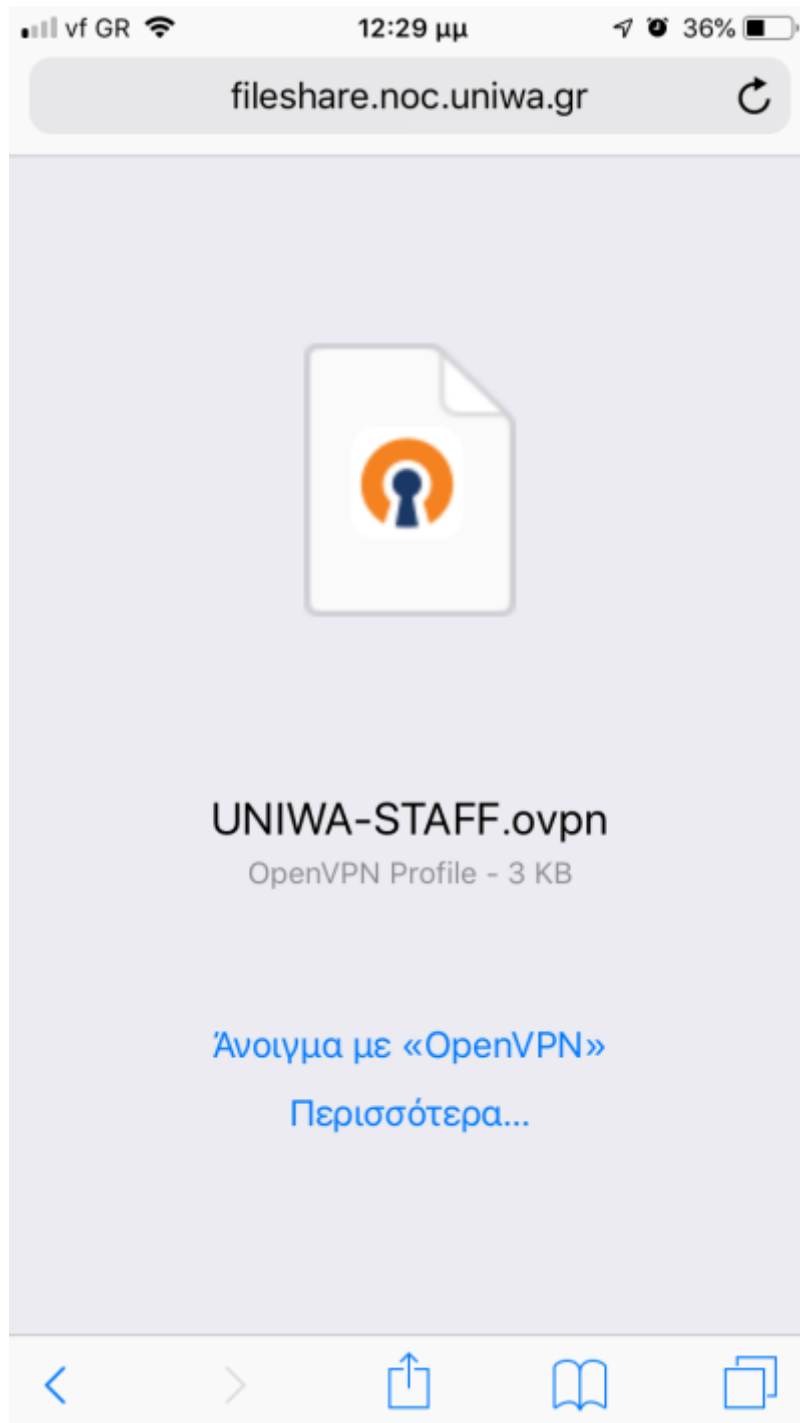 vf GR 12:29 μμ 36%
fileshare.noc.uniwa.gr
UNIWA-STAFF.ovpn
OpenVPN Profile - 3 KB
Άνοιγμα με «OpenVPN»
Περισσότερα...